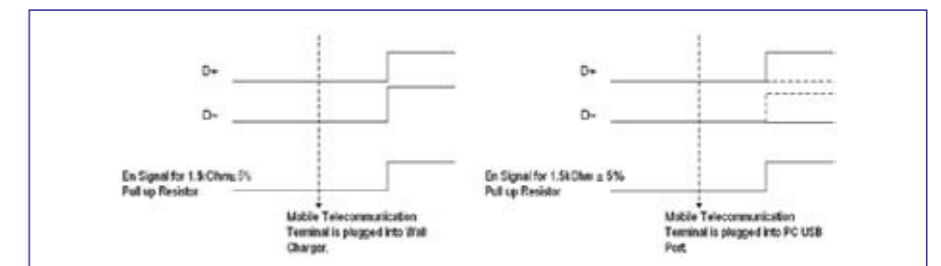 D+
D-
En Signal for 1.5kOhm± 5%
Pull up Resistor
Mobile Telecommunication
Terminal is plugged into Wall
Charger.
D+
D-
En Signal for 1.5kOhm ± 5%
Pull up Resistor
Mobile Telecommunication
Terminal is plugged into PC USB
Port.